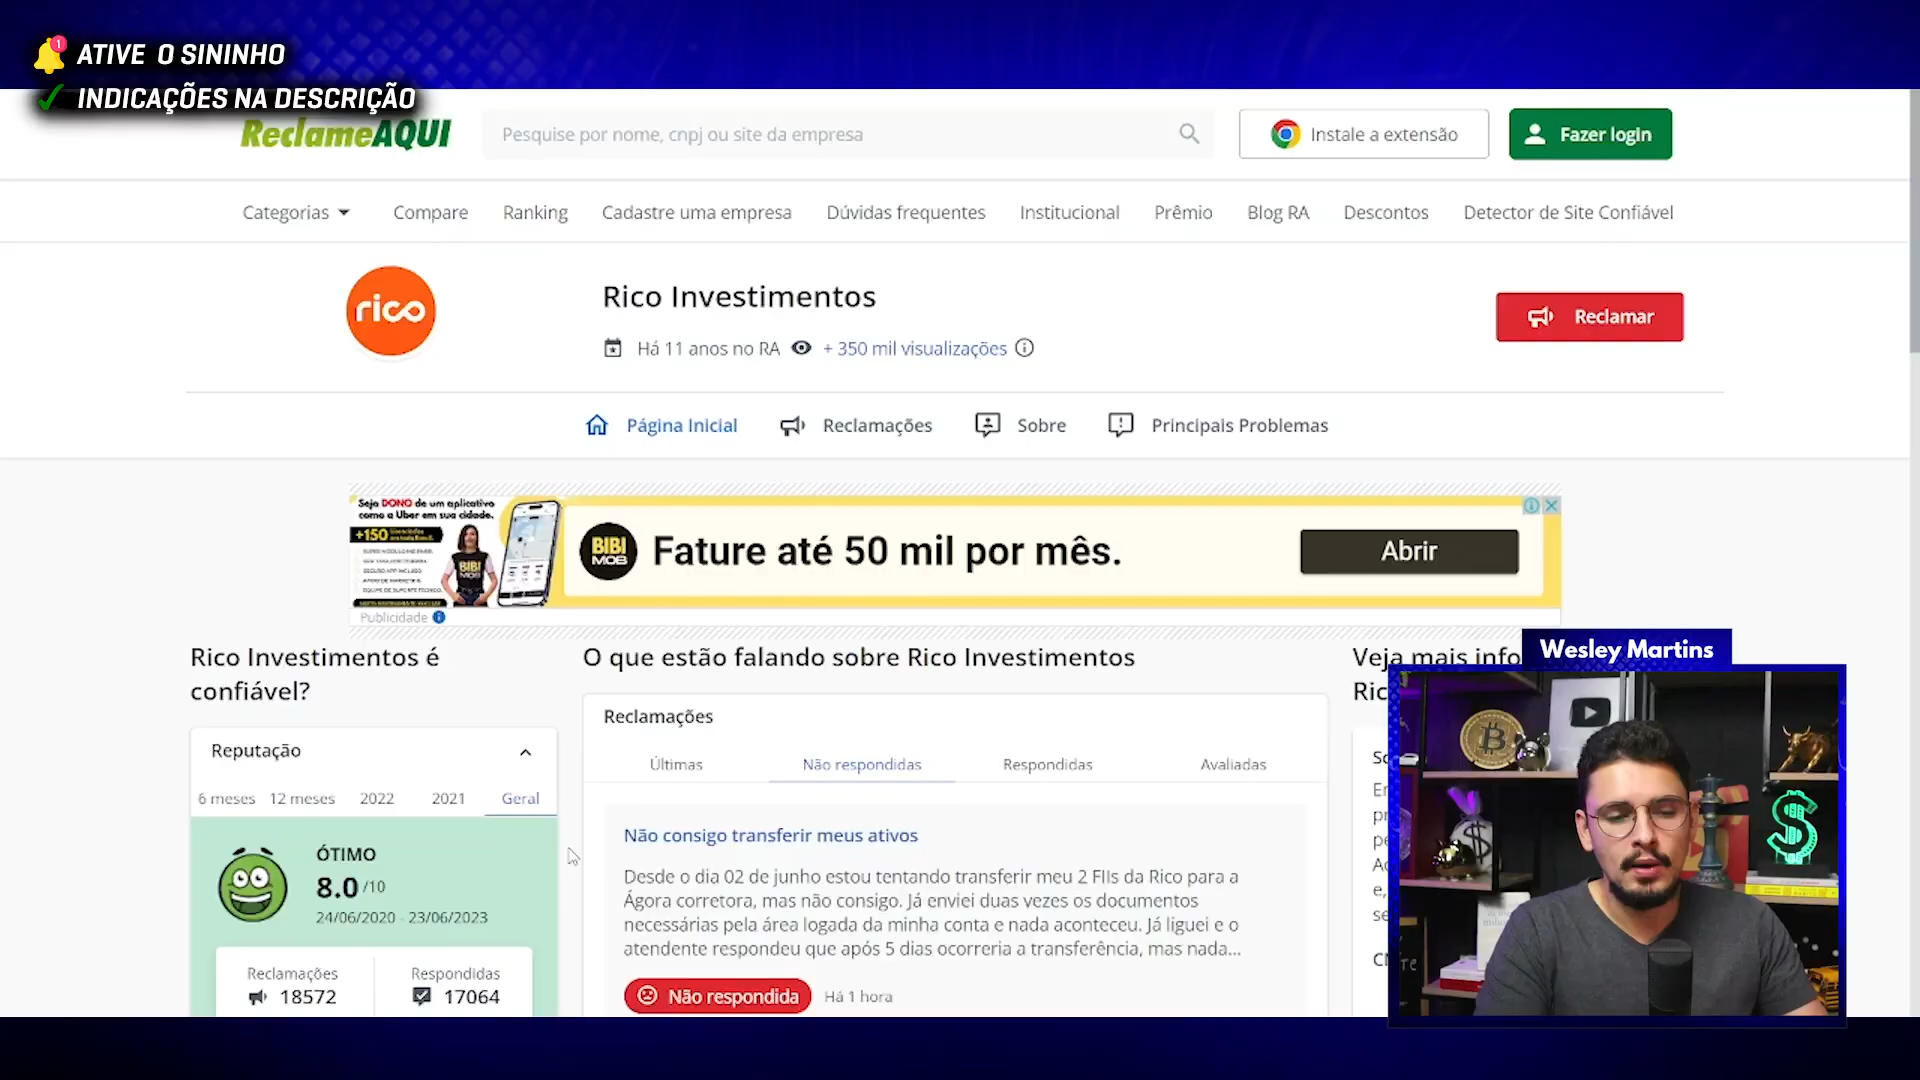 ATIVE O SININHO
INDICAÇÕES NA DESCRIÇÃO
ReclameAQUI
Pesquise por nome, cnpj ou site da empresa
Instale a extensão
Fazer login
Categorias
Compare
Ranking
Cadastre uma empresa
Dúvidas frequentes
Institucional
Prêmio
Blog RA
Descontos
Detector de Site Confiável
rico
Rico Investimentos
Há 11 anos no RA
+ 350 mil visualizações
Reclamar
Página Inicial
Reclamações
Sobre
Principais Problemas
Seja DONO de um aplicativo
como a Uber em sua cidade.
+150
BIBI
MOB
BIBI
MOB
Fature até 50 mil por mês.
Abrir
Publicidade
Rico Investimentos é
confiável?
Reputação
6 meses
12 meses
2022
2021
Geral
ÓTIMO
8.0 /10
24/06/2020 - 23/06/2023
Reclamações
18572
Respondidas
17064
O que estão falando sobre Rico Investimentos
Reclamações
Últimas
Não respondidas
Respondidas
Avaliadas
Não consigo transferir meus ativos
Desde o dia 02 de junho estou tentando transferir meu 2 FIIs da Rico para a
Ágora corretora, mas não consigo. Já enviei duas vezes os documentos
necessárias pela área logada da minha conta e nada aconteceu. Já liguei e o
atendente respondeu que após 5 dias ocorreria a transferência, mas nada...
Não respondida
Há 1 hora
Veja mais info
Ric
Wesley Martins